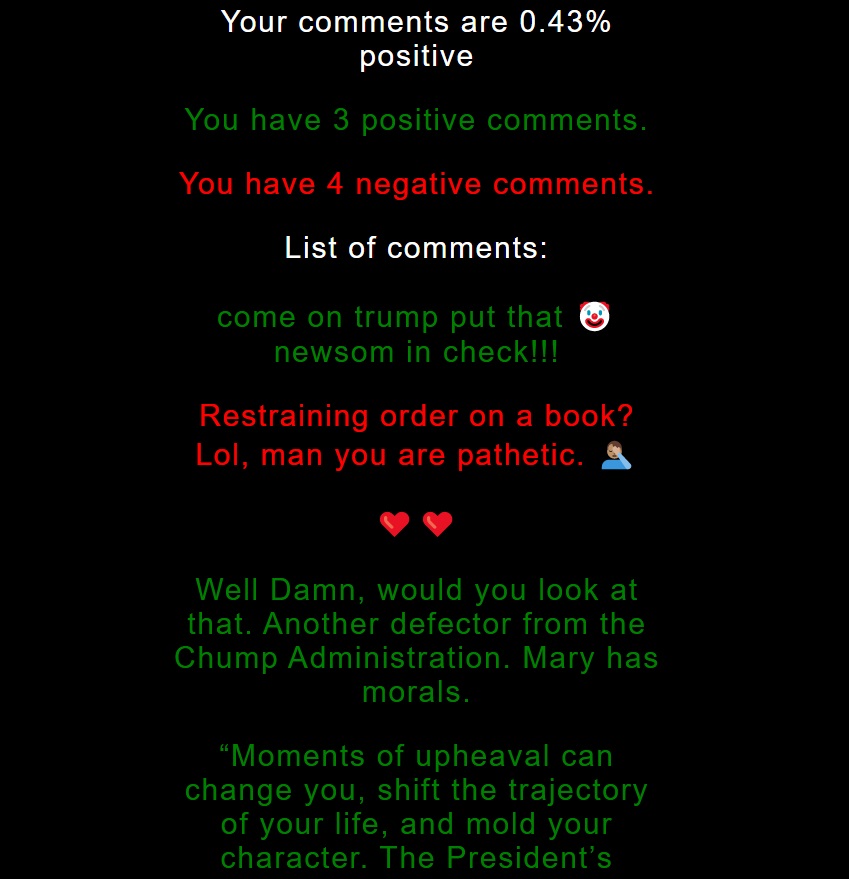 Your comments are 0.43%
positive
You have 3 positive comments.
You have 4 negative comments.
List of comments:
come on trump put that 🤡
newsom in check!!!
Restraining order on a book?
Lol, man you are pathetic. 🤦🏽‍♂️
❤️ ❤️
Well Damn, would you look at
that. Another defector from the
Chump Administration. Mary has
morals.
“Moments of upheaval can
change you, shift the trajectory
of your life, and mold your
character. The President’s